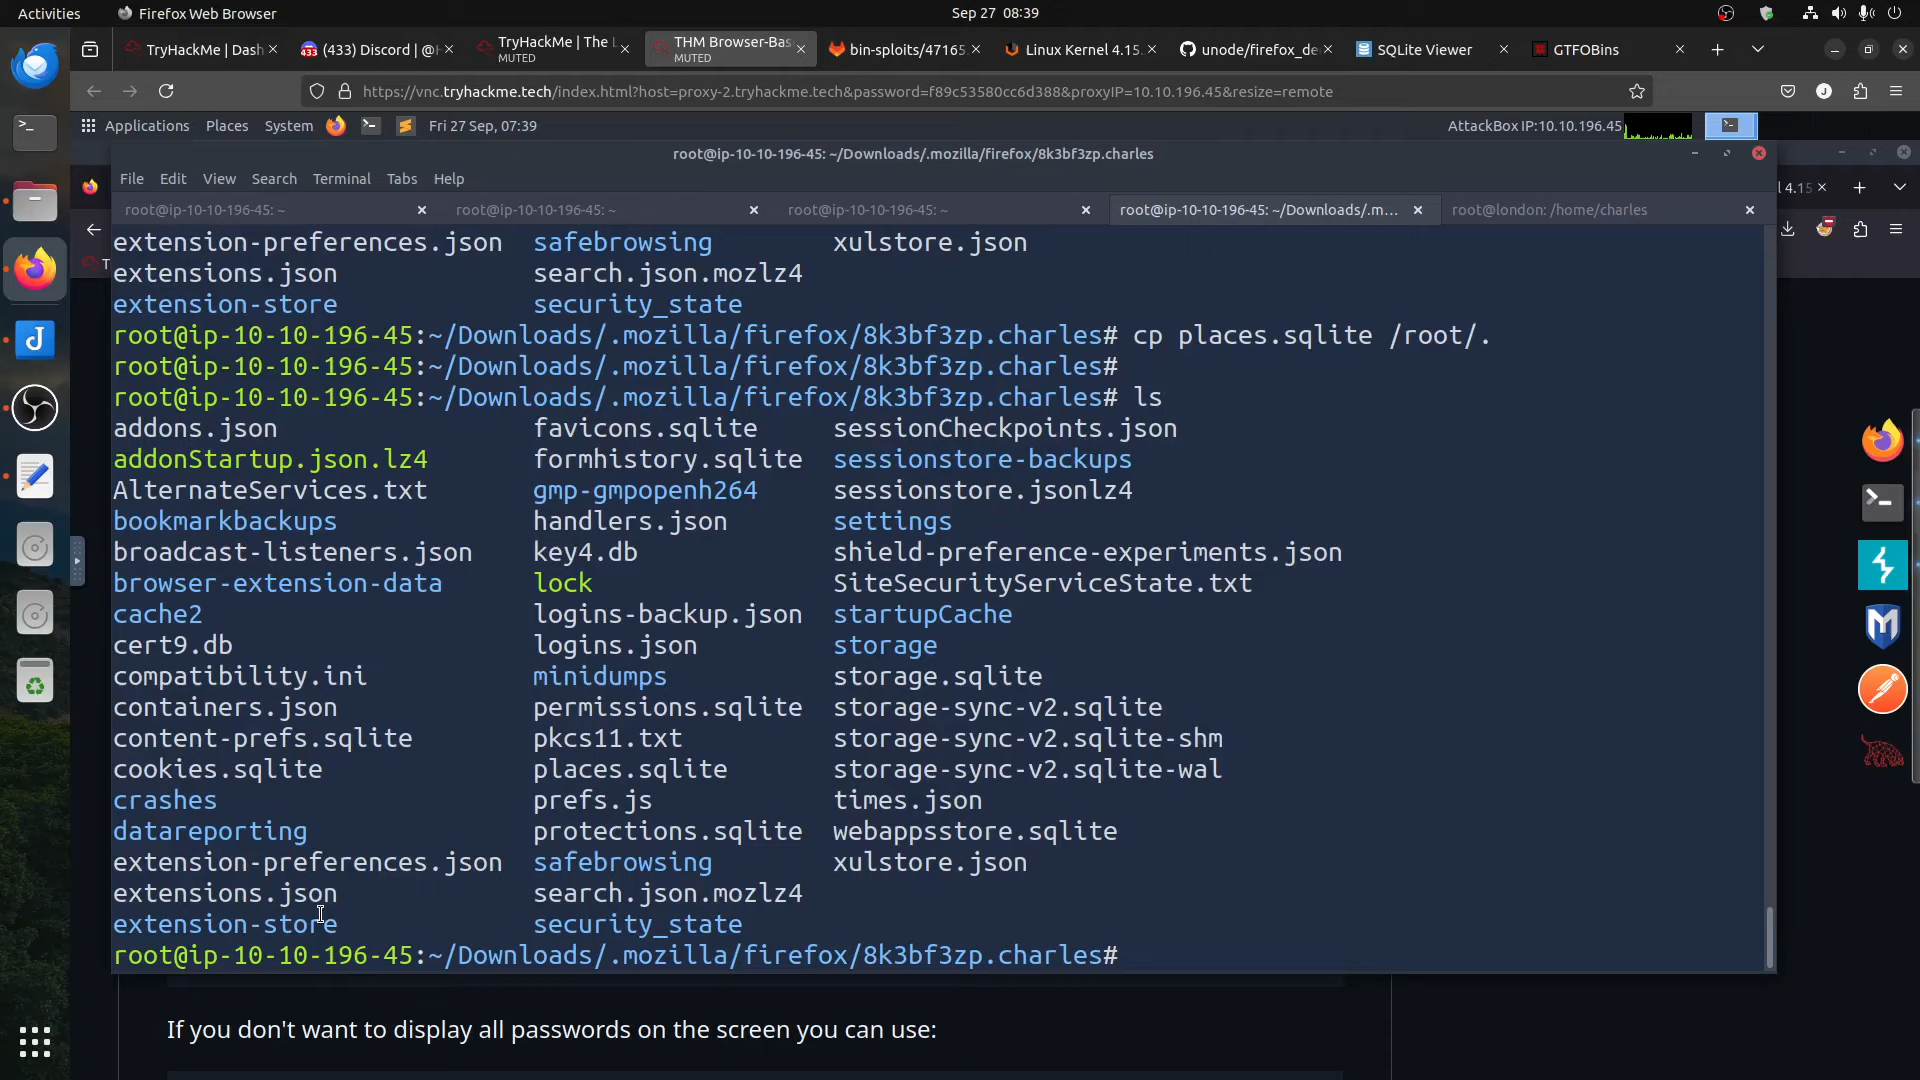 Activities
Firefox Web Browser
Sep 27 08:39
TryHackMe | Dash
(433) Discord | @H
TryHackMe | The L
MUTED
THM Browser-Bas
MUTED
bin-sploits/47165
Linux Kernel 4.15.
unode/firefox_de
SQLite Viewer
GTFOBins
https://vnc.tryhackme.tech/index.html?host=proxy-2.tryhackme.tech&password=f89c53580cc6d388&proxyIP=10.10.196.45&resize=remote
Applications Places System Fri 27 Sep, 07:39 AttackBox IP:10.10.196.45
root@ip-10-10-196-45: ~/Downloads/.mozilla/firefox/8k3bf3zp.charles
File Edit View Search Terminal Tabs Help
l 4.15
root@ip-10-10-196-45: ~ root@ip-10-10-196-45: ~ root@ip-10-10-196-45: ~ root@ip-10-10-196-45: ~/Downloads/.m... root@london: /home/charles
extension-preferences.json safebrowsing xulstore.json
extensions.json search.json.mozlz4
extension-store security_state
root@ip-10-10-196-45:~/Downloads/.mozilla/firefox/8k3bf3zp.charles# cp places.sqlite /root/.
root@ip-10-10-196-45:~/Downloads/.mozilla/firefox/8k3bf3zp.charles#
root@ip-10-10-196-45:~/Downloads/.mozilla/firefox/8k3bf3zp.charles# ls
addons.json favicons.sqlite sessionCheckpoints.json
addonStartup.json.lz4 formhistory.sqlite sessionstore-backups
AlternateServices.txt gmp-gmpopenh264 sessionstore.jsonlz4
bookmarkbackups handlers.json settings
broadcast-listeners.json key4.db shield-preference-experiments.json
browser-extension-data lock SiteSecurityServiceState.txt
cache2 logins-backup.json startupCache
cert9.db logins.json storage
compatibility.ini minidumps storage.sqlite
containers.json permissions.sqlite storage-sync-v2.sqlite
content-prefs.sqlite pkcs11.txt storage-sync-v2.sqlite-shm
cookies.sqlite places.sqlite storage-sync-v2.sqlite-wal
crashes prefs.js times.json
datareporting protections.sqlite webappsstore.sqlite
extension-preferences.json safebrowsing xulstore.json
extensions.json search.json.mozlz4
extension-store security_state
root@ip-10-10-196-45:~/Downloads/.mozilla/firefox/8k3bf3zp.charles#
If you don't want to display all passwords on the screen you can use: